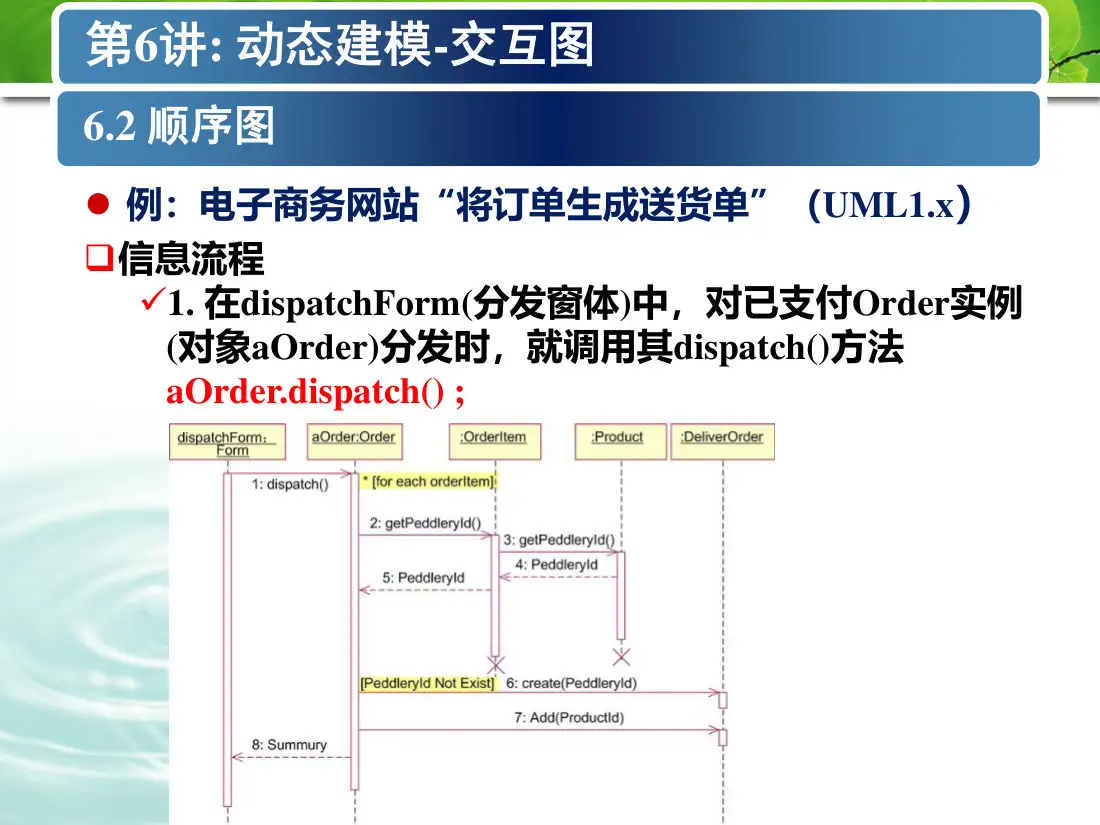 第6讲: 动态建模-交互图
6.2 顺序图
例：电子商务网站“将订单生成送货单”（UML1.x）
信息流程
1. 在dispatchForm(分发窗体)中，对已支付Order实例
(对象aOrder)分发时，就调用其dispatch()方法
aOrder.dispatch() ;
dispatchForm：
Form
aOrder:Order
:OrderItem
:Product
:DeliverOrder
1: dispatch()
* [for each orderItem]
2: getPeddleryId()
3: getPeddleryId()
4: PeddleryId
5: PeddleryId
[PeddleryId Not Exist]
6: create(PeddleryId)
7: Add(ProductId)
8: Summury